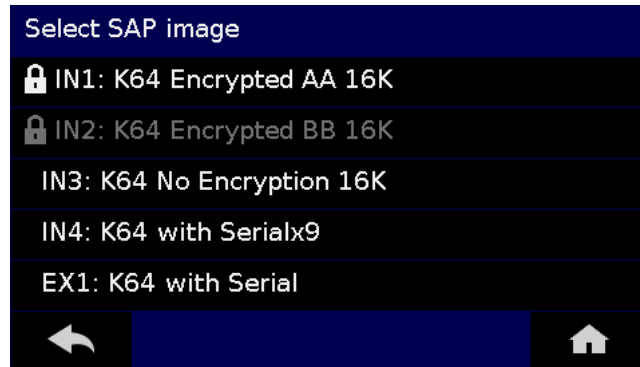 Select SAP image
IN1: K64 Encrypted AA 16K
IN2: K64 Encrypted BB 16K
IN3: K64 No Encryption 16K
IN4: K64 with Serialx9
EX1: K64 with Serial